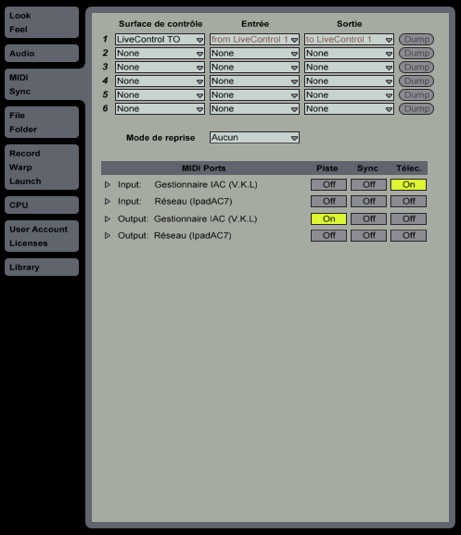 Look
Feel
Audio
MIDI
Sync
File
Folder
Record
Warp
Launch
CPU
User Account
Licenses
Library
Surface de contrôle Entrée Sortie
1 LiveControl TO from LiveControl 1 to LiveControl 1 Dump
2 None None None Dump
3 None None None Dump
4 None None None Dump
5 None None None Dump
6 None None None Dump
Mode de reprise Aucun
MIDI Ports Piste Sync Télec.
Input: Gestionnaire IAC (V.K.L) Off Off On
Input: Réseau (IpadAC7) Off Off Off
Output: Gestionnaire IAC (V.K.L) On Off Off
Output: Réseau (IpadAC7) Off Off Off